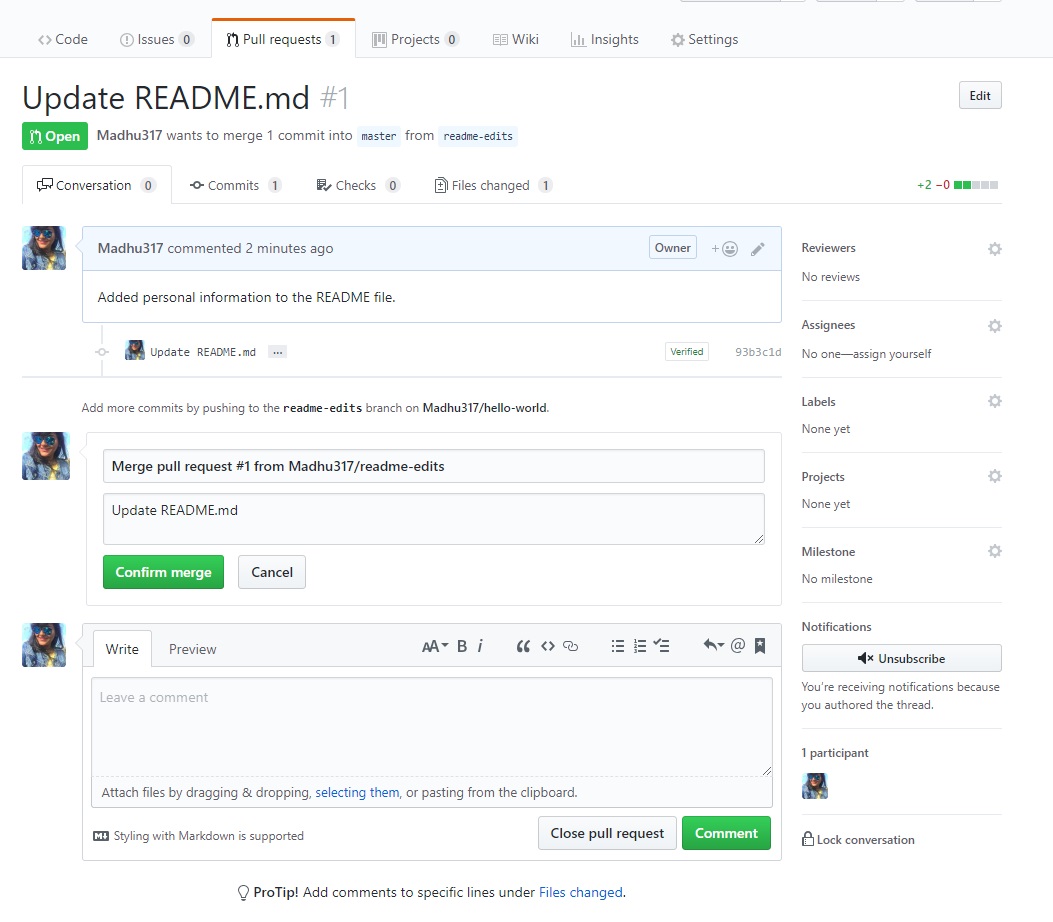 Code Issues 0 Pull requests 1 Projects 0 Wiki Insights Settings
Update README.md #1 Edit
Open Madhu317 wants to merge 1 commit into master from readme-edits
Conversation 0 Commits 1 Checks 0 Files changed 1 +2 −0
Madhu317 commented 2 minutes ago Owner +
Added personal information to the README file.
Update README.md … Verified 93b3c1d
Add more commits by pushing to the readme-edits branch on Madhu317/hello-world.
Merge pull request #1 from Madhu317/readme-edits
Update README.md
Confirm merge Cancel
Write Preview AA B i “ <> @
Leave a comment
Attach files by dragging & dropping, selecting them, or pasting from the clipboard.
Styling with Markdown is supported
Close pull request Comment
ProTip! Add comments to specific lines under Files changed.
Reviewers
No reviews
Assignees
No one—assign yourself
Labels
None yet
Projects
None yet
Milestone
No milestone
Notifications
Unsubscribe
You're receiving notifications because
you authored the thread.
1 participant
Lock conversation